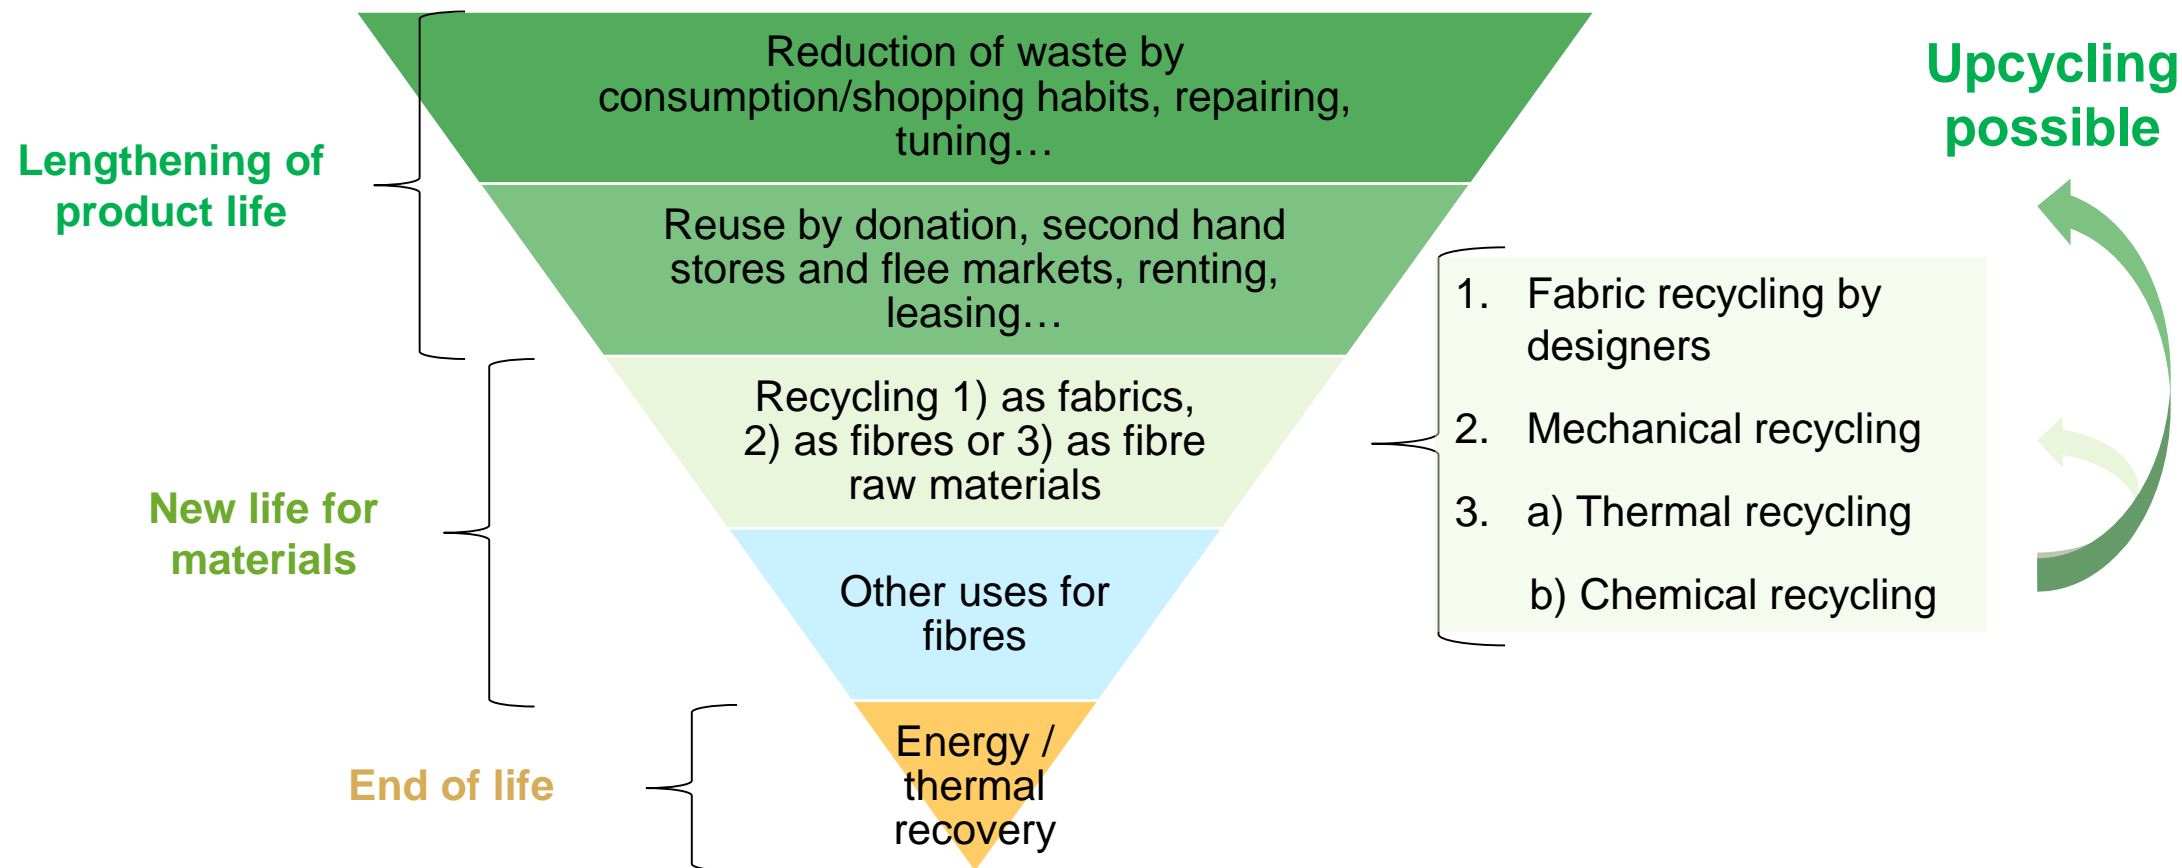 Reduction of waste by
consumption/shopping habits, repairing,
tuning…
Upcycling
possible
Lengthening of
product life
Reuse by donation, second hand
stores and flee markets, renting,
leasing…
1. Fabric recycling by
designers
Recycling 1) as fabrics,
2) as fibres or 3) as fibre
raw materials
2. Mechanical recycling
New life for
materials
3. a) Thermal recycling
b) Chemical recycling
Other uses for
fibres
Energy /
thermal
recovery
End of life